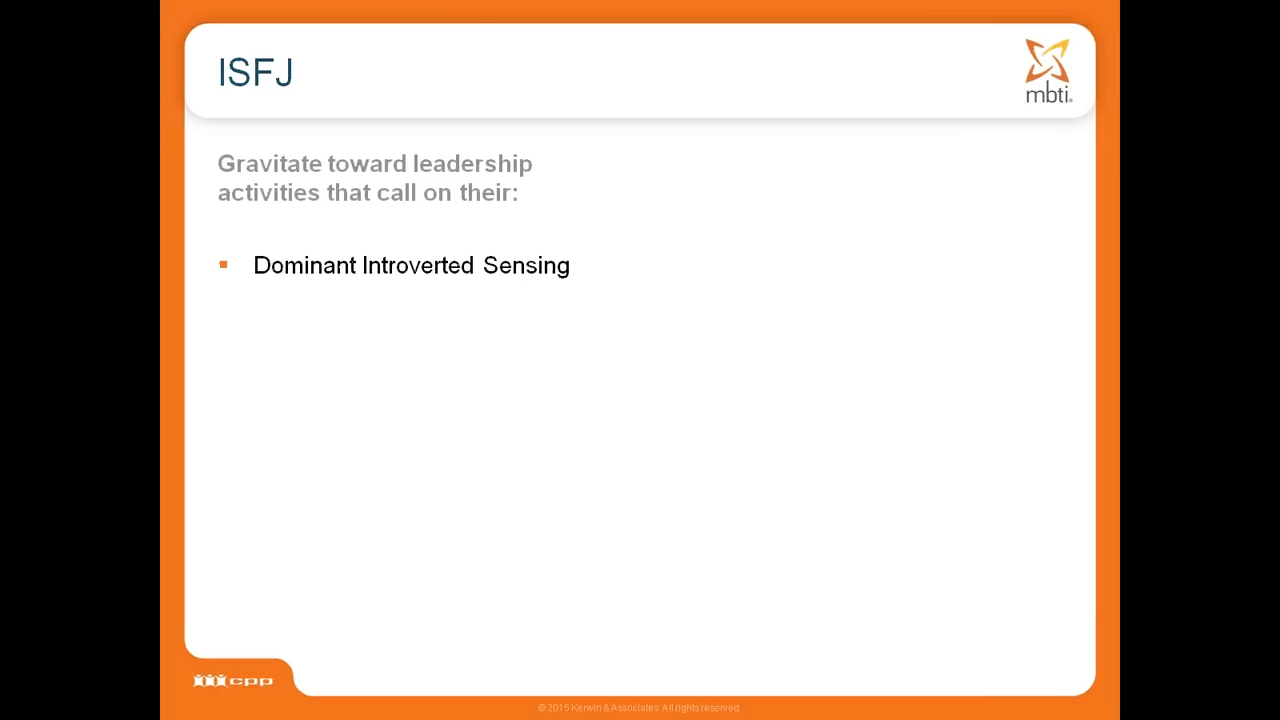 ISFJ
mbti®
Gravitate toward leadership
activities that call on their:
▪ Dominant Introverted Sensing
cpp
© 2015 Kerwin & Associates. All rights reserved.